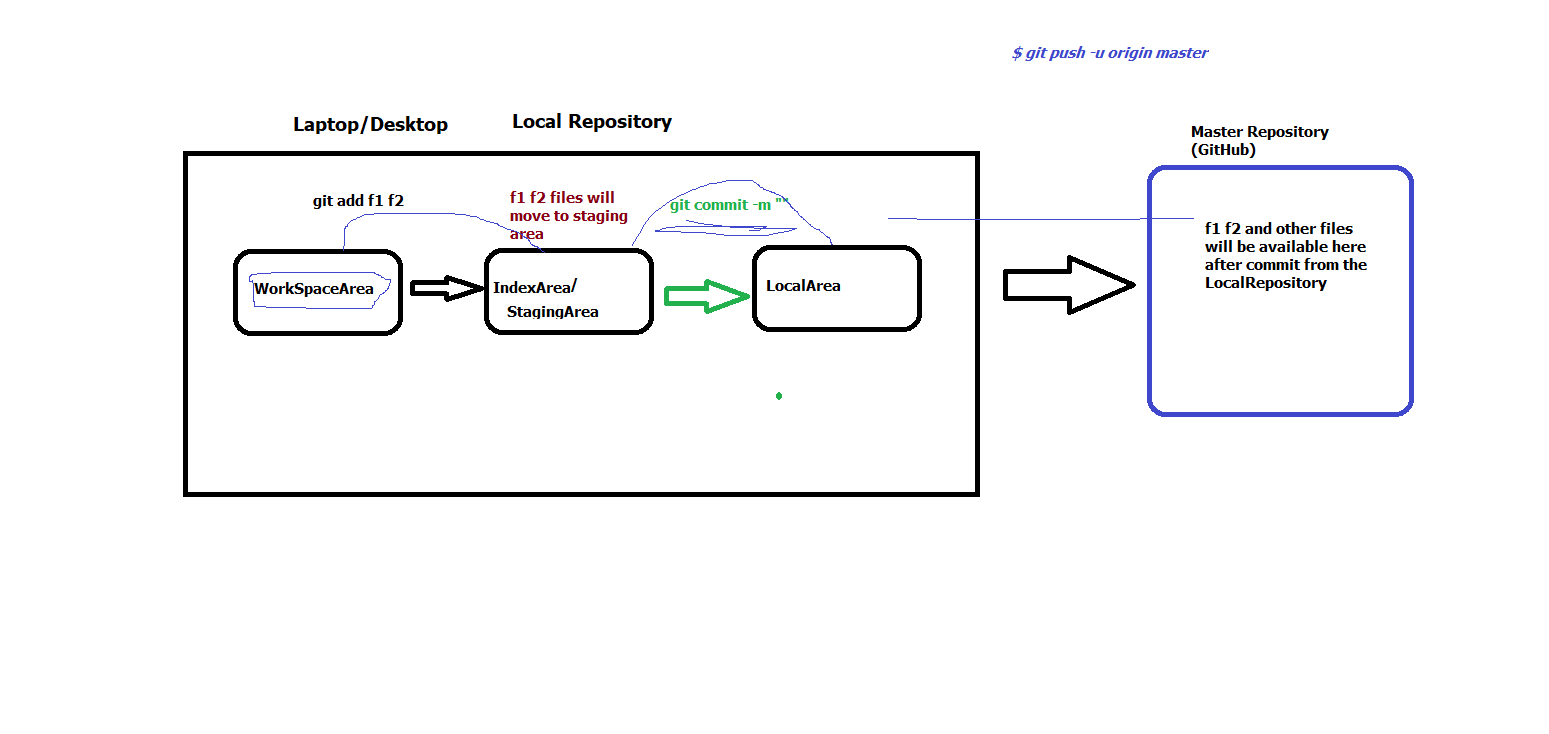 $ git push -u origin master
Laptop/Desktop
Local Repository
Master Repository
(GitHub)
git add f1 f2
f1 f2 files will
move to staging
area
git commit -m ""
f1 f2 and other files
will be available here
after commit from the
LocalRepository
WorkSpaceArea
IndexArea/
StagingArea
LocalArea